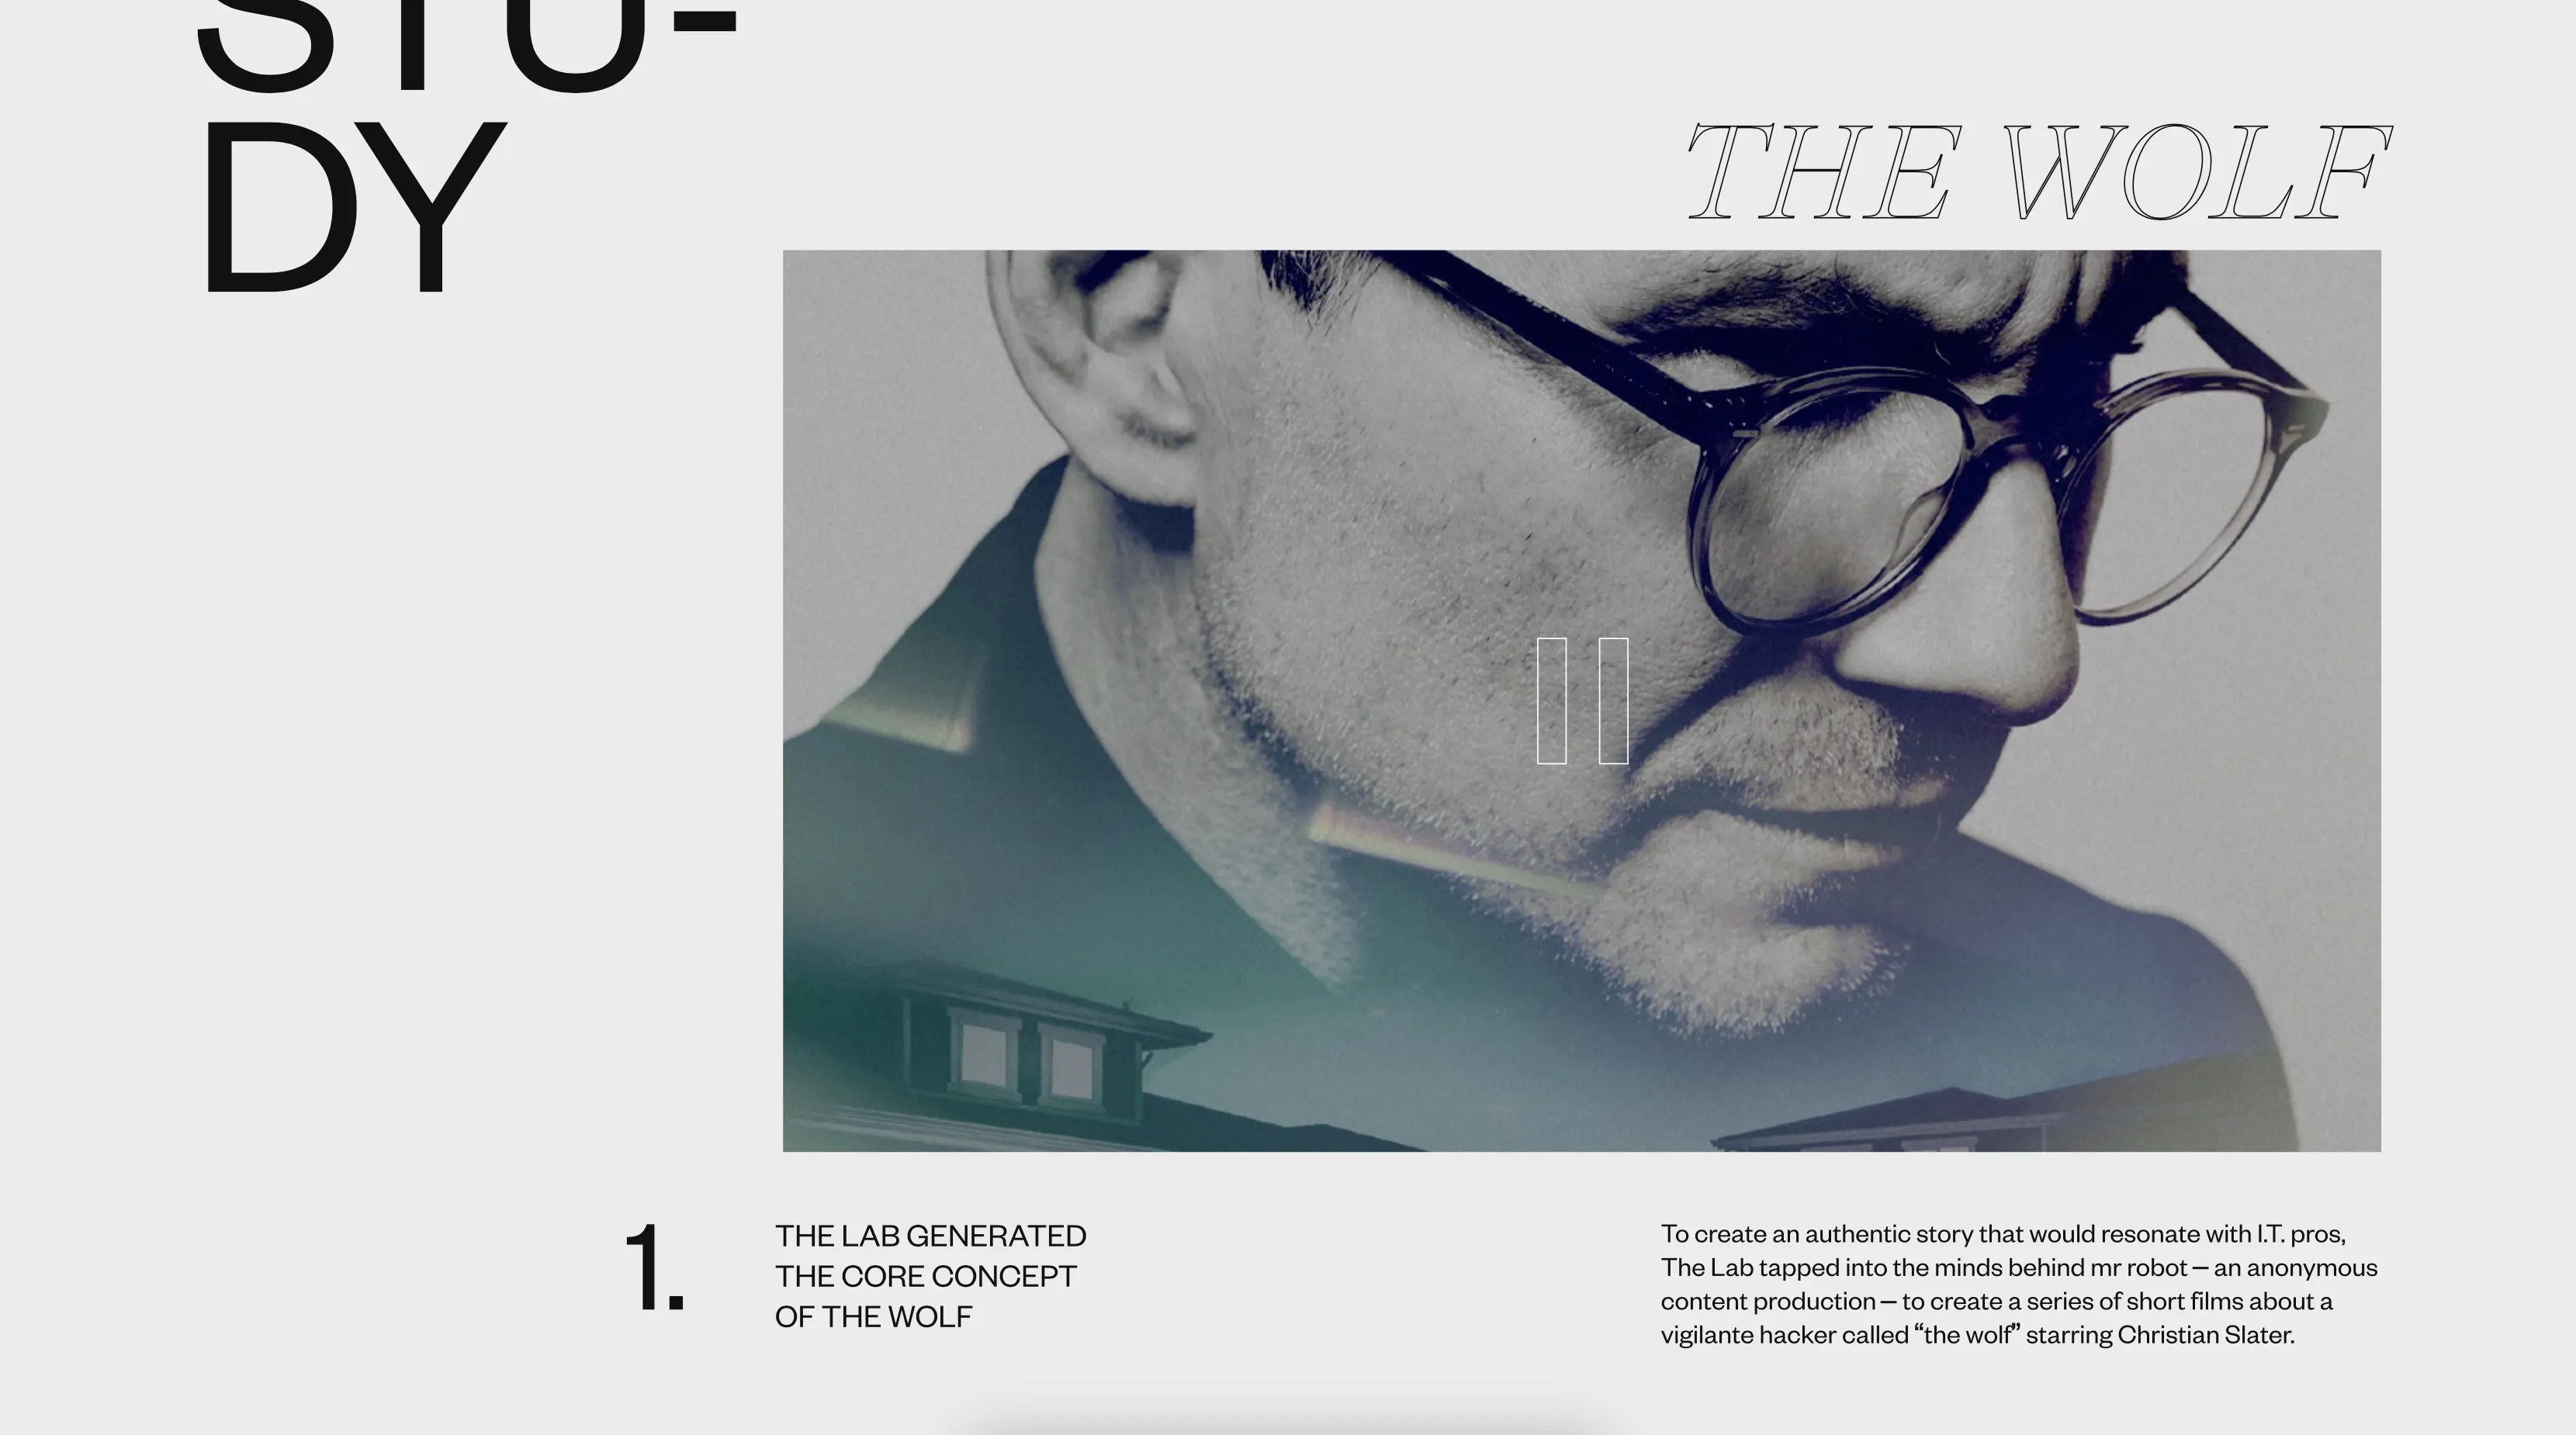 STU-
DY
THE WOLF
1.
THE LAB GENERATED
THE CORE CONCEPT
OF THE WOLF
To create an authentic story that would resonate with I.T. pros,
The Lab tapped into the minds behind mr robot — an anonymous
content production — to create a series of short films about a
vigilante hacker called “the wolf” starring Christian Slater.